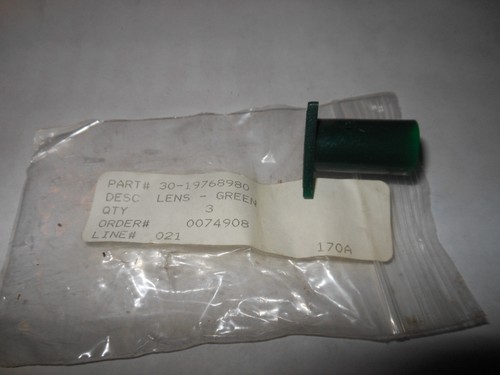 PART# 30-19768980
DESC LENS - GREEN
QTY 3
ORDER# 0074908
LINE# 021
170A